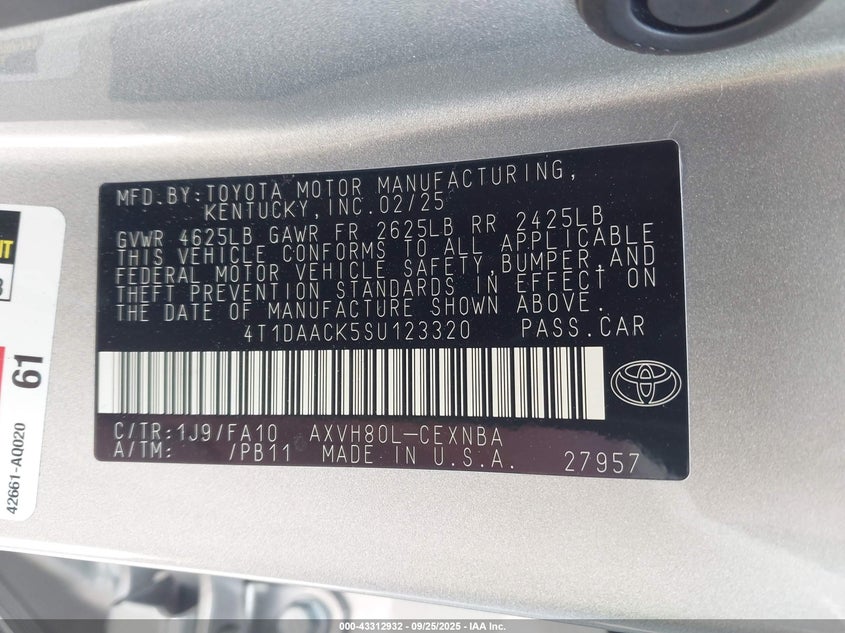 MFD.BY:TOYOTA MOTOR MANUFACTURING,
KENTUCKY,INC.02/25
GVWR 4625LB GAWR FR 2625LB RR 2425LB
THIS VEHICLE CONFORMS TO ALL APPLICABLE
FEDERAL MOTOR VEHICLE SAFETY,BUMPER,AND
THEFT PREVENTION STANDARDS IN EFFECT ON
THE DATE OF MANUFACTURE SHOWN ABOVE.
4T1DAACK5SU123320 PASS.CAR
C/TR:1J9/FA10 AXVH80L-CEXNBA
A/TM: /PB11 MADE IN U.S.A. 27957
61
42661-AQ020
000-43312932 - 09/25/2025 - IAA Inc.